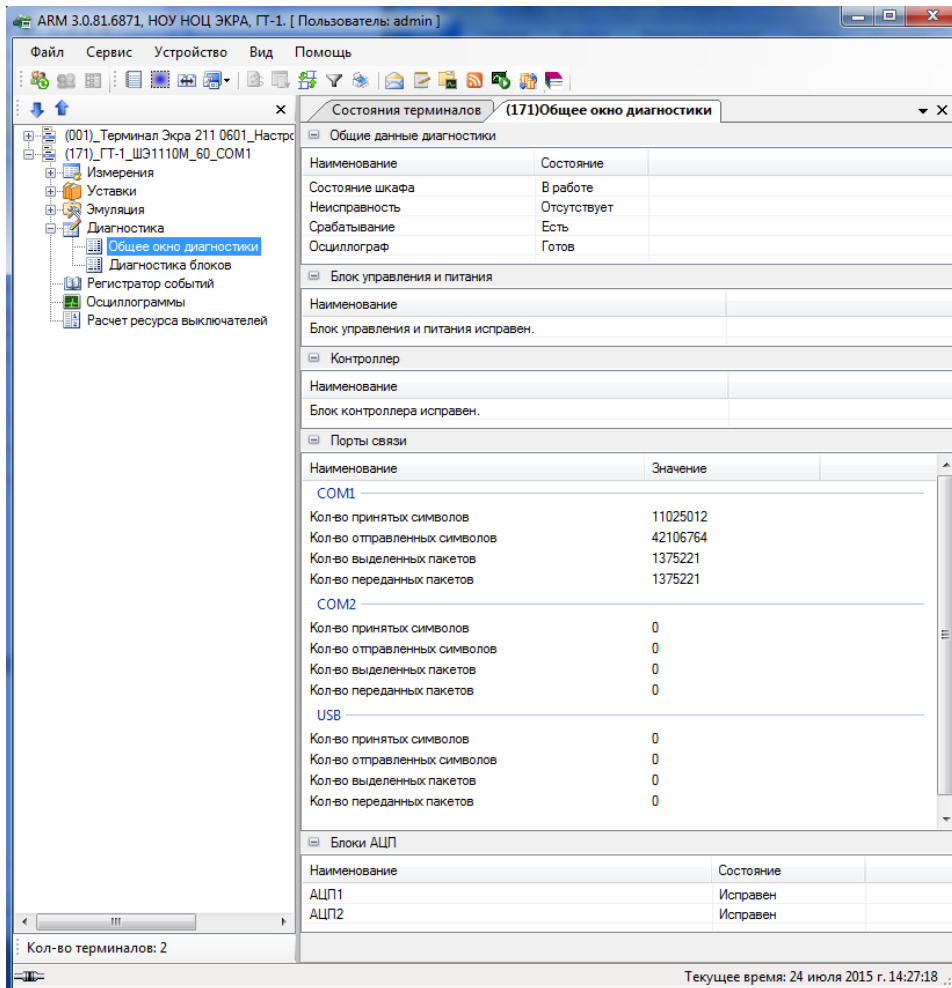 ARM 3.0.81.6871, НОУ НОЦ ЭКРА, ГТ-1. [ Пользователь: admin ]
Файл Сервис Устройство Вид Помощь
(001)_Терминал Экра 211 0601_Настрс
(171)_ГТ-1_ШЭ1110М_60_COM1
Измерения
Уставки
Эмуляция
Диагностика
Общее окно диагностики
Диагностика блоков
Регистратор событий
Осциллограммы
Расчет ресурса выключателей
Кол-во терминалов: 2
Состояния терминалов (171)Общее окно диагностики
Общие данные диагностики
Наименование Состояние
Состояние шкафа В работе
Неисправность Отсутствует
Срабатывание Есть
Осциллограф Готов
Блок управления и питания
Наименование
Блок управления и питания исправен.
Контроллер
Наименование
Блок контроллера исправен.
Порты связи
Наименование Значение
COM1
Кол-во принятых символов 11025012
Кол-во отправленных символов 42106764
Кол-во выделенных пакетов 1375221
Кол-во переданных пакетов 1375221
COM2
Кол-во принятых символов 0
Кол-во отправленных символов 0
Кол-во выделенных пакетов 0
Кол-во переданных пакетов 0
USB
Кол-во принятых символов 0
Кол-во отправленных символов 0
Кол-во выделенных пакетов 0
Кол-во переданных пакетов 0
Блоки АЦП
Наименование Состояние
АЦП1 Исправен
АЦП2 Исправен
Текущее время: 24 июля 2015 г. 14:27:18